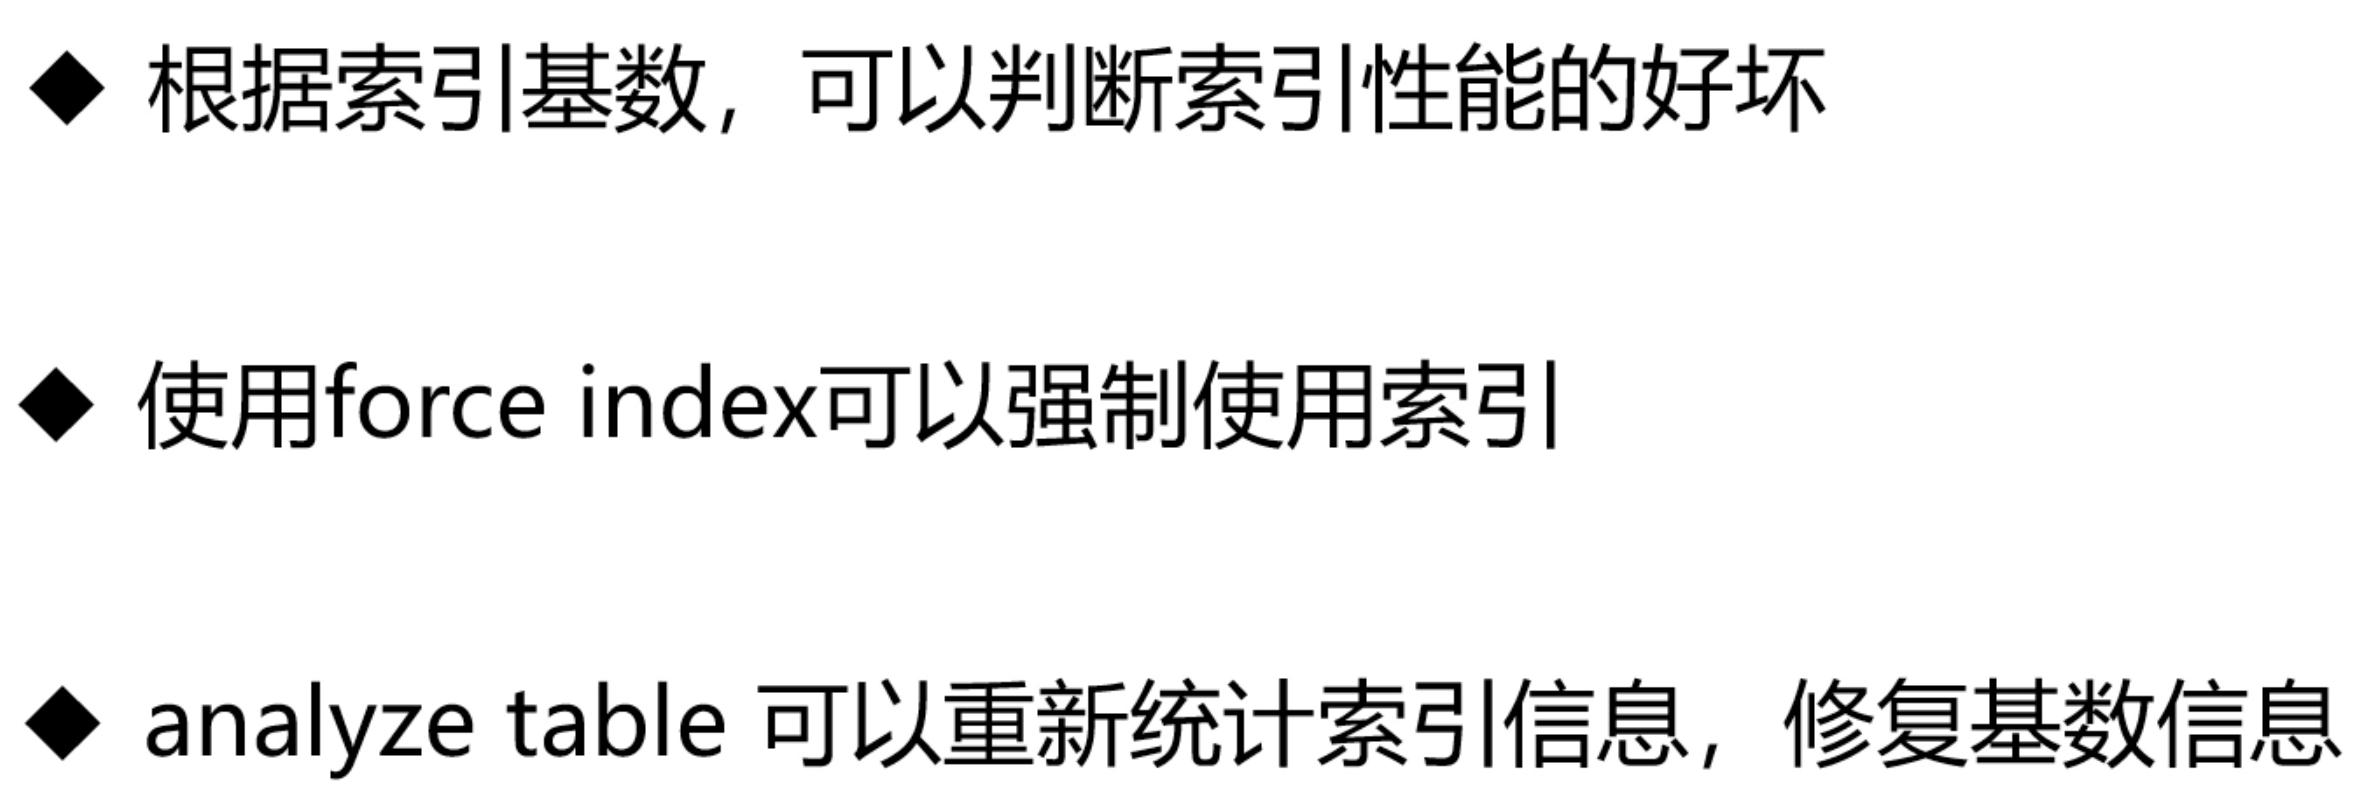 ◆ 根据索引基数，可以判断索引性能的好坏
◆ 使用force index可以强制使用索引
◆ analyze table 可以重新统计索引信息，修复基数信息